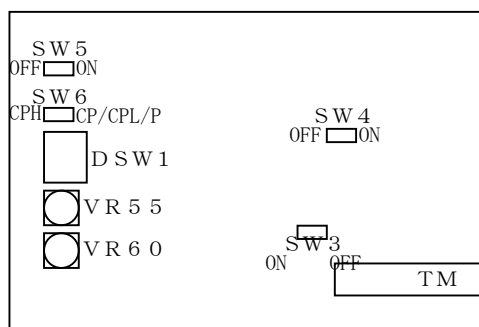 SW5
OFF ON
SW6
CPH CP/CPL/P
SW4
OFF ON
DSW1
VR55
VR60
SW3
ON OFF
TM